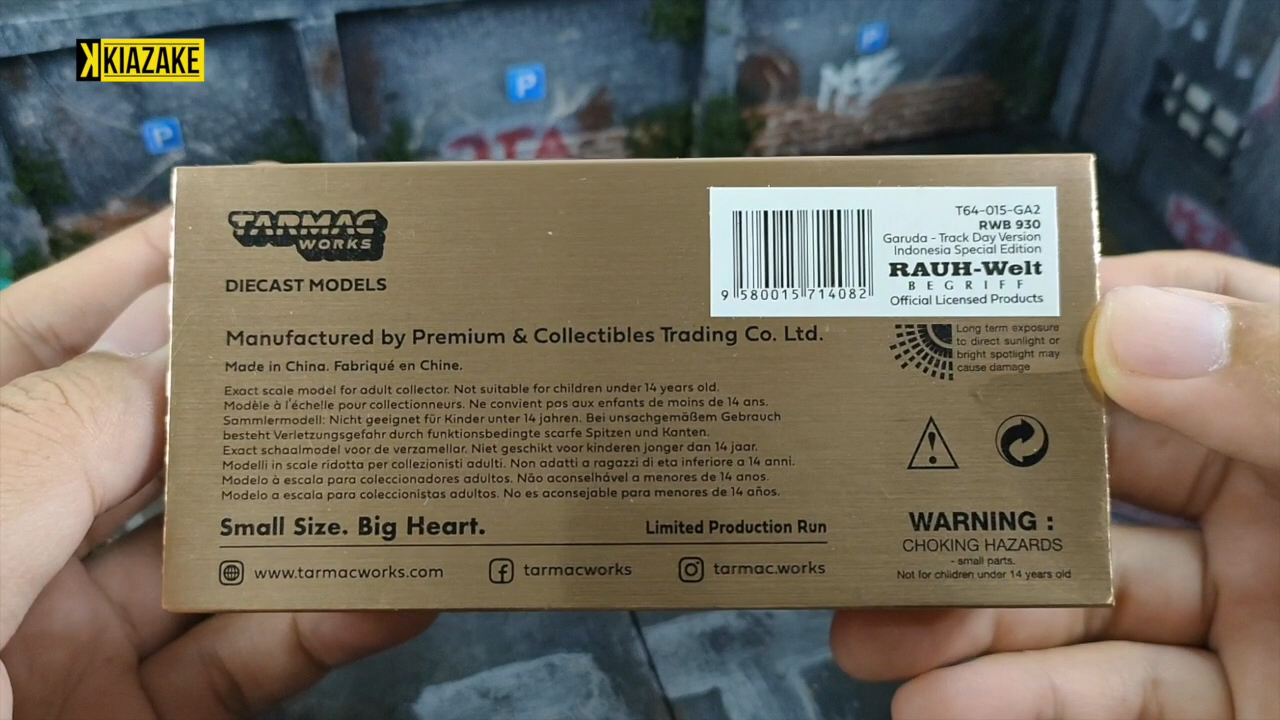 KIAZAKE
P
P
P
TARMAC
WORKS
DIECAST MODELS
9 580015 714082
T64-015-GA2
RWB 930
Garuda - Track Day Version
Indonesia Special Edition
RAUH-Welt
BEGRIFF
Official Licensed Products
Manufactured by Premium & Collectibles Trading Co. Ltd.
Long term exposure
to direct sunlight or
bright spotlight may
cause damage
Made in China. Fabriqué en Chine.
Exact scale model for adult collector. Not suitable for children under 14 years old.
Modèle à l'échelle pour collectionneurs. Ne convient pas aux enfants de moins de 14 ans.
Sammlermodell: Nicht geeignet für Kinder unter 14 jahren. Bei unsachgemäßem Gebrauch
besteht Verletzungsgefahr durch funktionsbedingte scarfe Spitzen und Kanten.
Exact schaalmodel voor de verzamellar. Niet geschikt voor kinderen jonger dan 14 jaar.
Modelli in scale ridotta per collezionisti adulti. Non adatti a ragazzi di eta inferiore a 14 anni.
Modelo à escala para coleccionadores adultos. Não aconselhável a menores de 14 anos.
Modelo a escala para coleccionistas adultos. No es aconsejable para menores de 14 años.
Small Size. Big Heart.
Limited Production Run
www.tarmacworks.com
tarmacworks
tarmac.works
WARNING :
CHOKING HAZARDS
- small parts.
Not for children under 14 years old